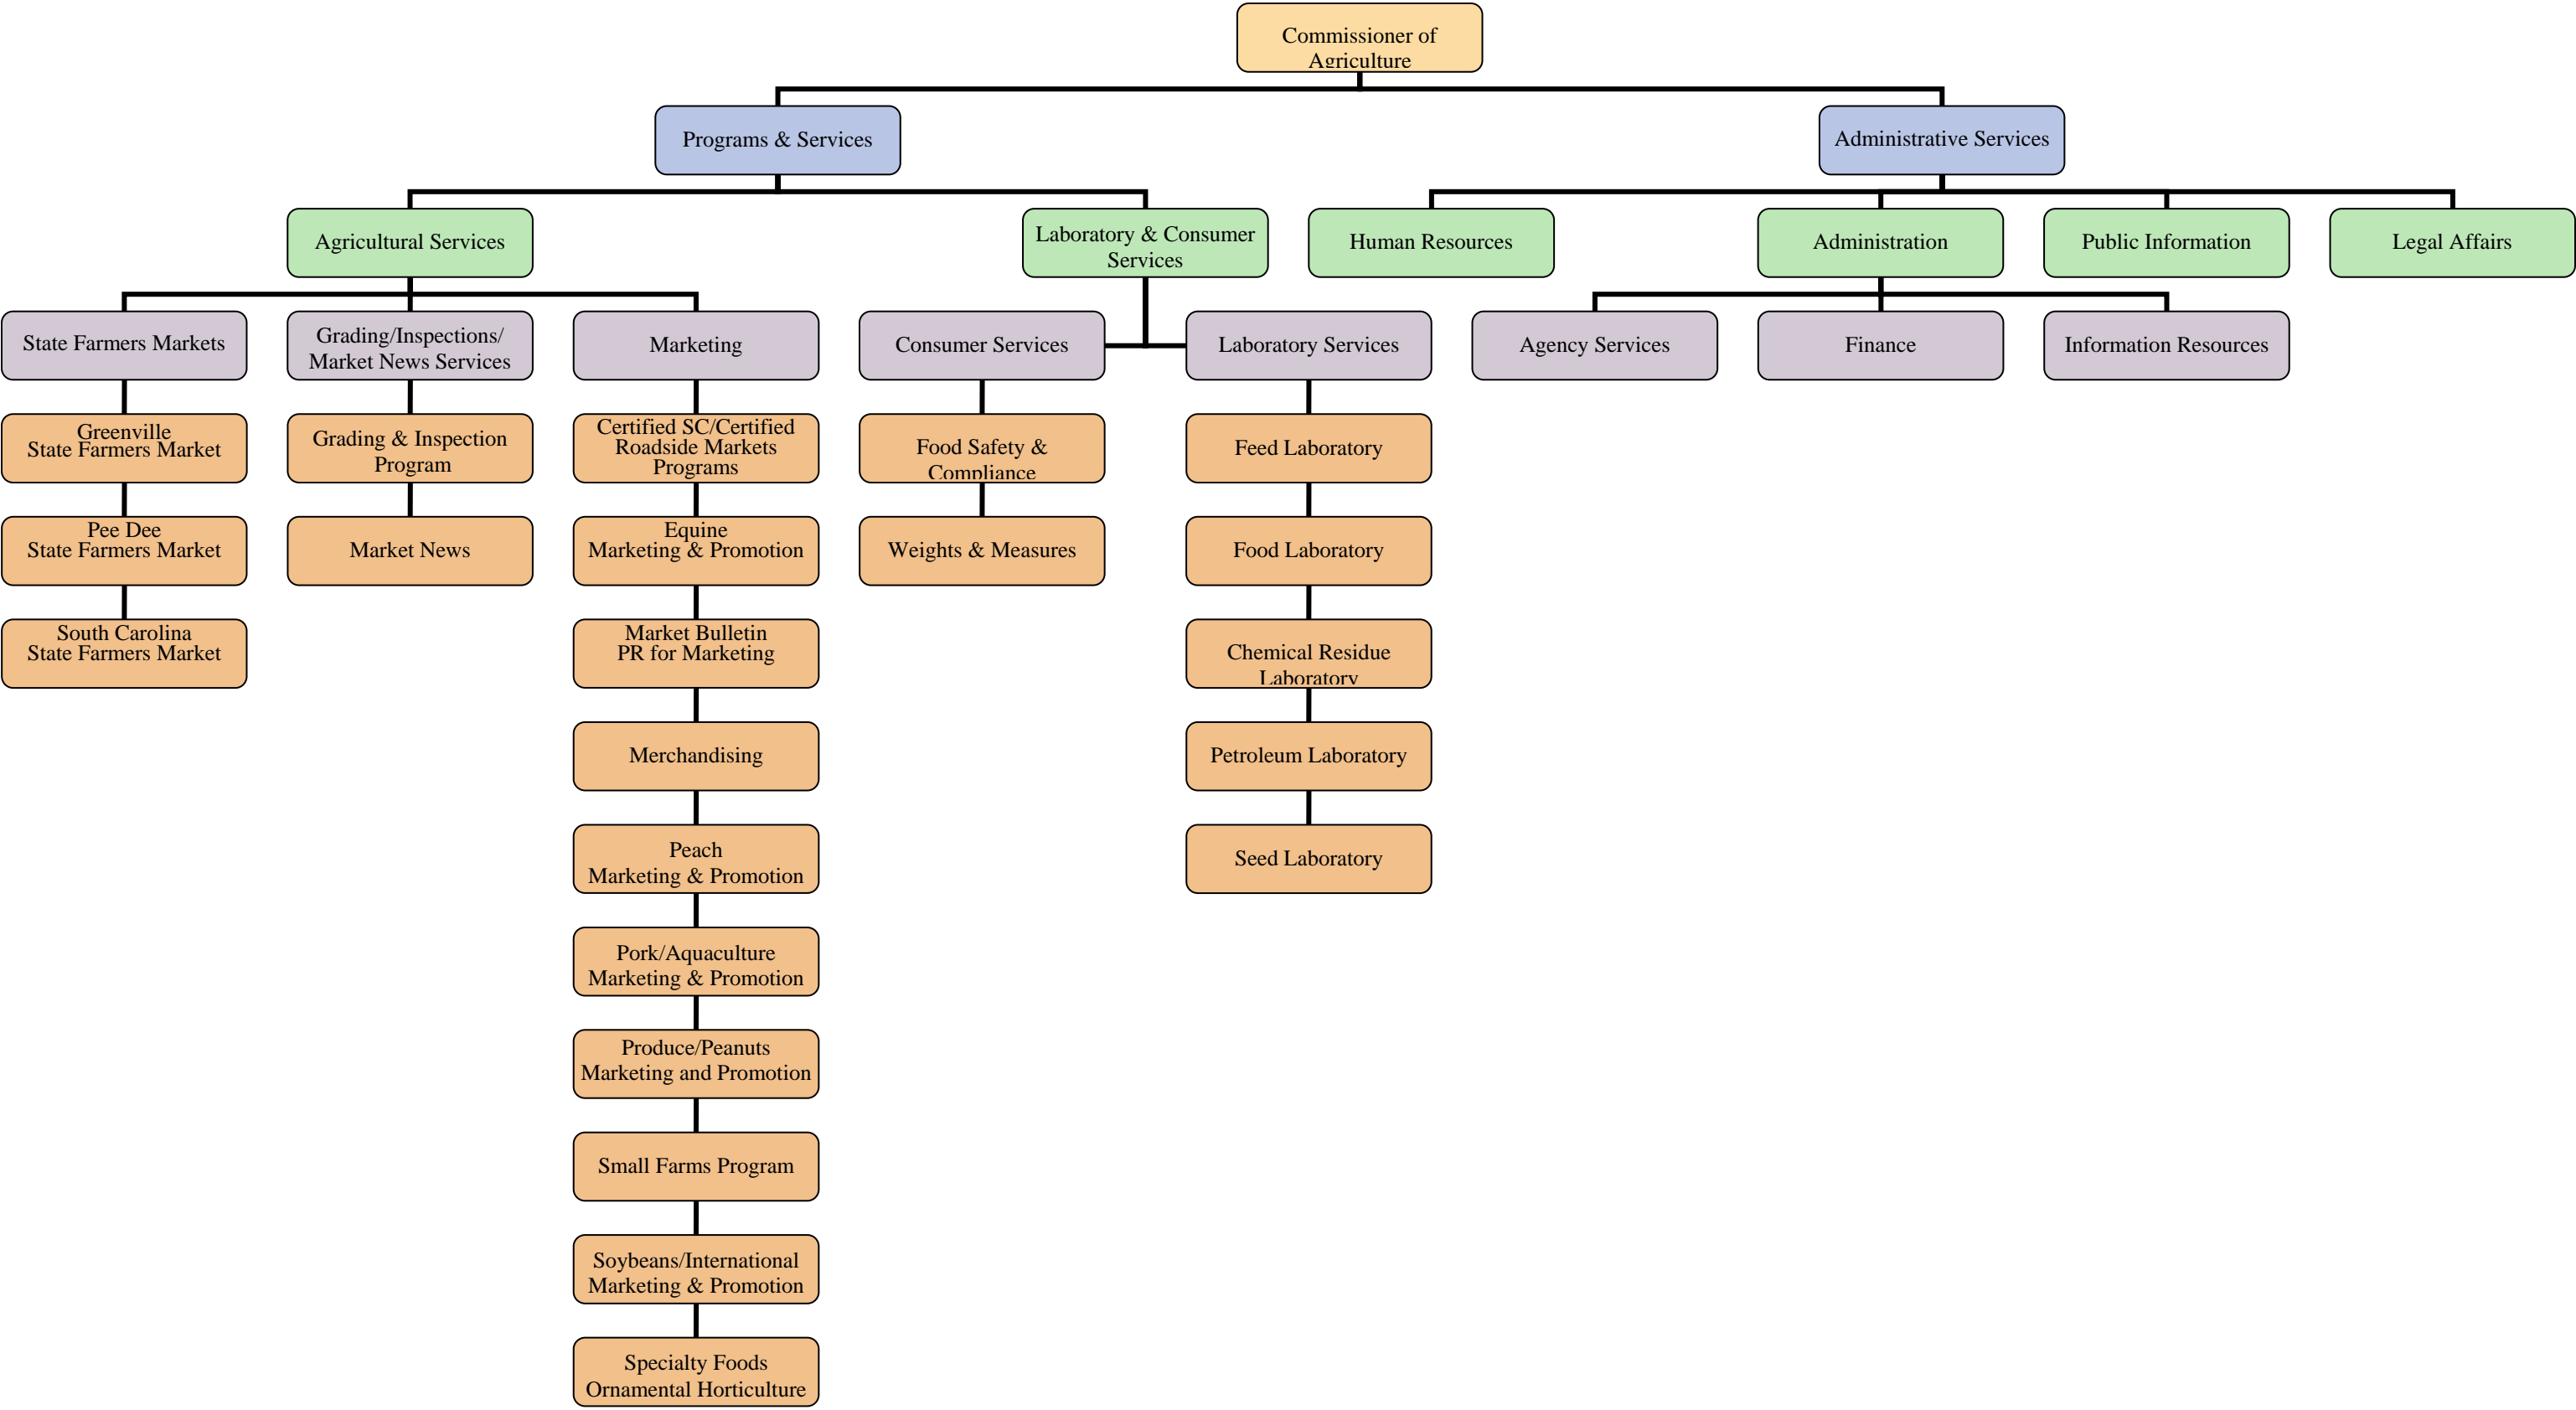 Commissioner of
Agriculture
Programs & Services
Administrative Services
Agricultural Services
Laboratory & Consumer
Services
Human Resources
Administration
Public Information
Legal Affairs
State Farmers Markets
Grading/Inspections/
Market News Services
Marketing
Consumer Services
Laboratory Services
Agency Services
Finance
Information Resources
Greenville
State Farmers Market
Grading & Inspection
Program
Certified SC/Certified
Roadside Markets
Programs
Food Safety &
Compliance
Feed Laboratory
Pee Dee
State Farmers Market
Market News
Equine
Marketing & Promotion
Weights & Measures
Food Laboratory
South Carolina
State Farmers Market
Market Bulletin
PR for Marketing
Chemical Residue
Laboratory
Merchandising
Petroleum Laboratory
Peach
Marketing & Promotion
Seed Laboratory
Pork/Aquaculture
Marketing & Promotion
Produce/Peanuts
Marketing and Promotion
Small Farms Program
Soybeans/International
Marketing & Promotion
Specialty Foods
Ornamental Horticulture